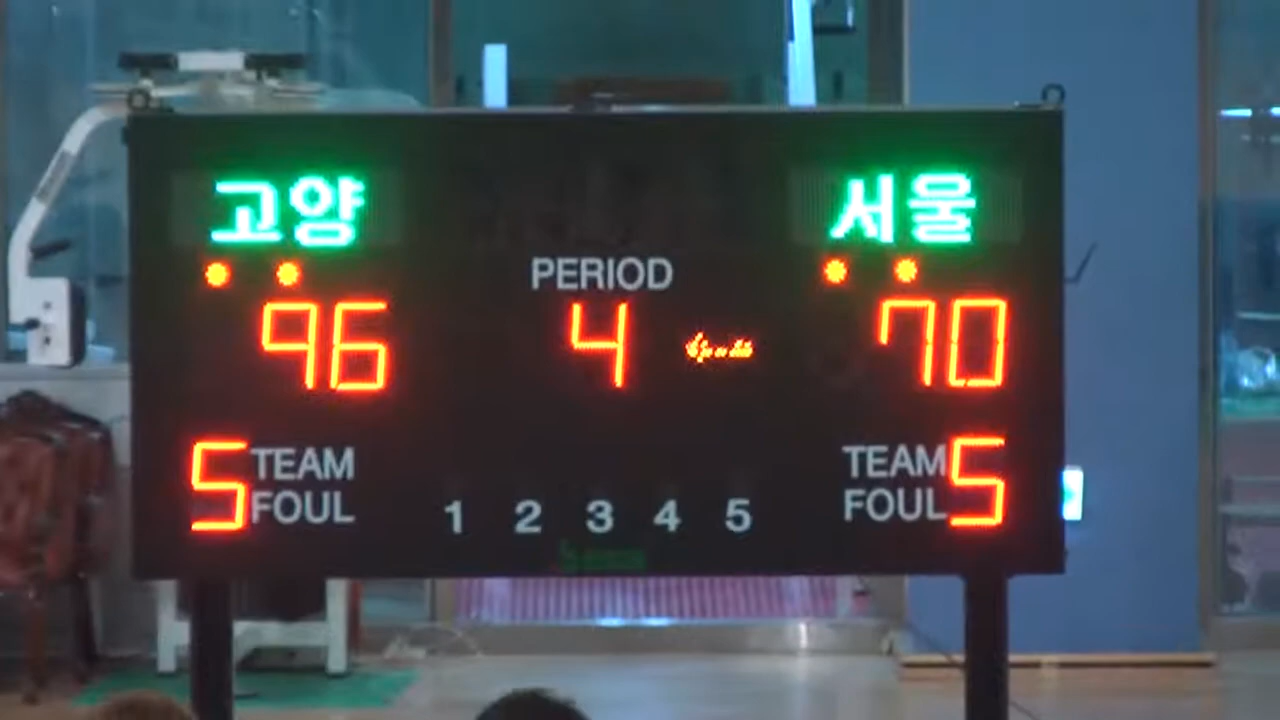 고양 서울
PERIOD
96 4 70
5 TEAM FOUL
TEAM FOUL 5
1 2 3 4 5